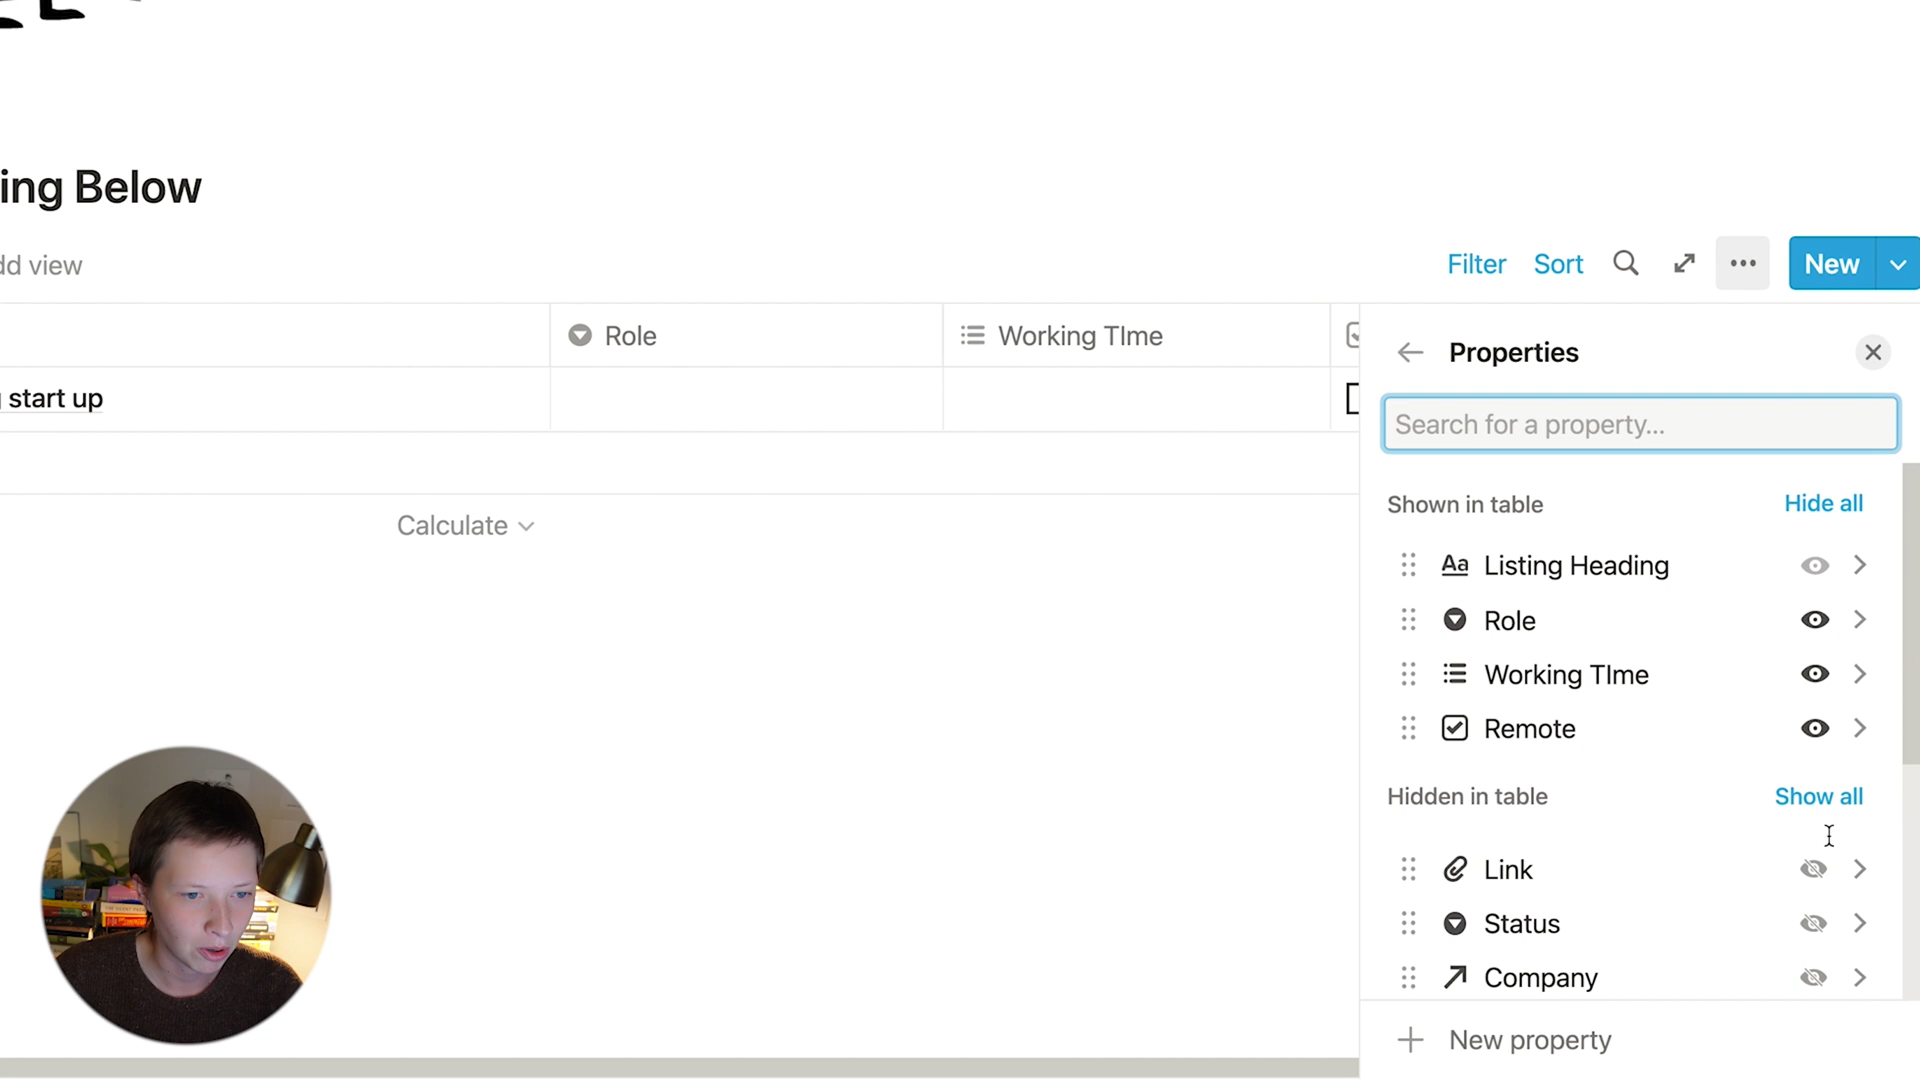 ing Below
dd view
Filter
Sort
New
Role
Working TIme
Properties
start up
Search for a property...
Calculate
Shown in table
Hide all
Aa Listing Heading
Role
Working TIme
Remote
Hidden in table
Show all
Link
Status
Company
New property